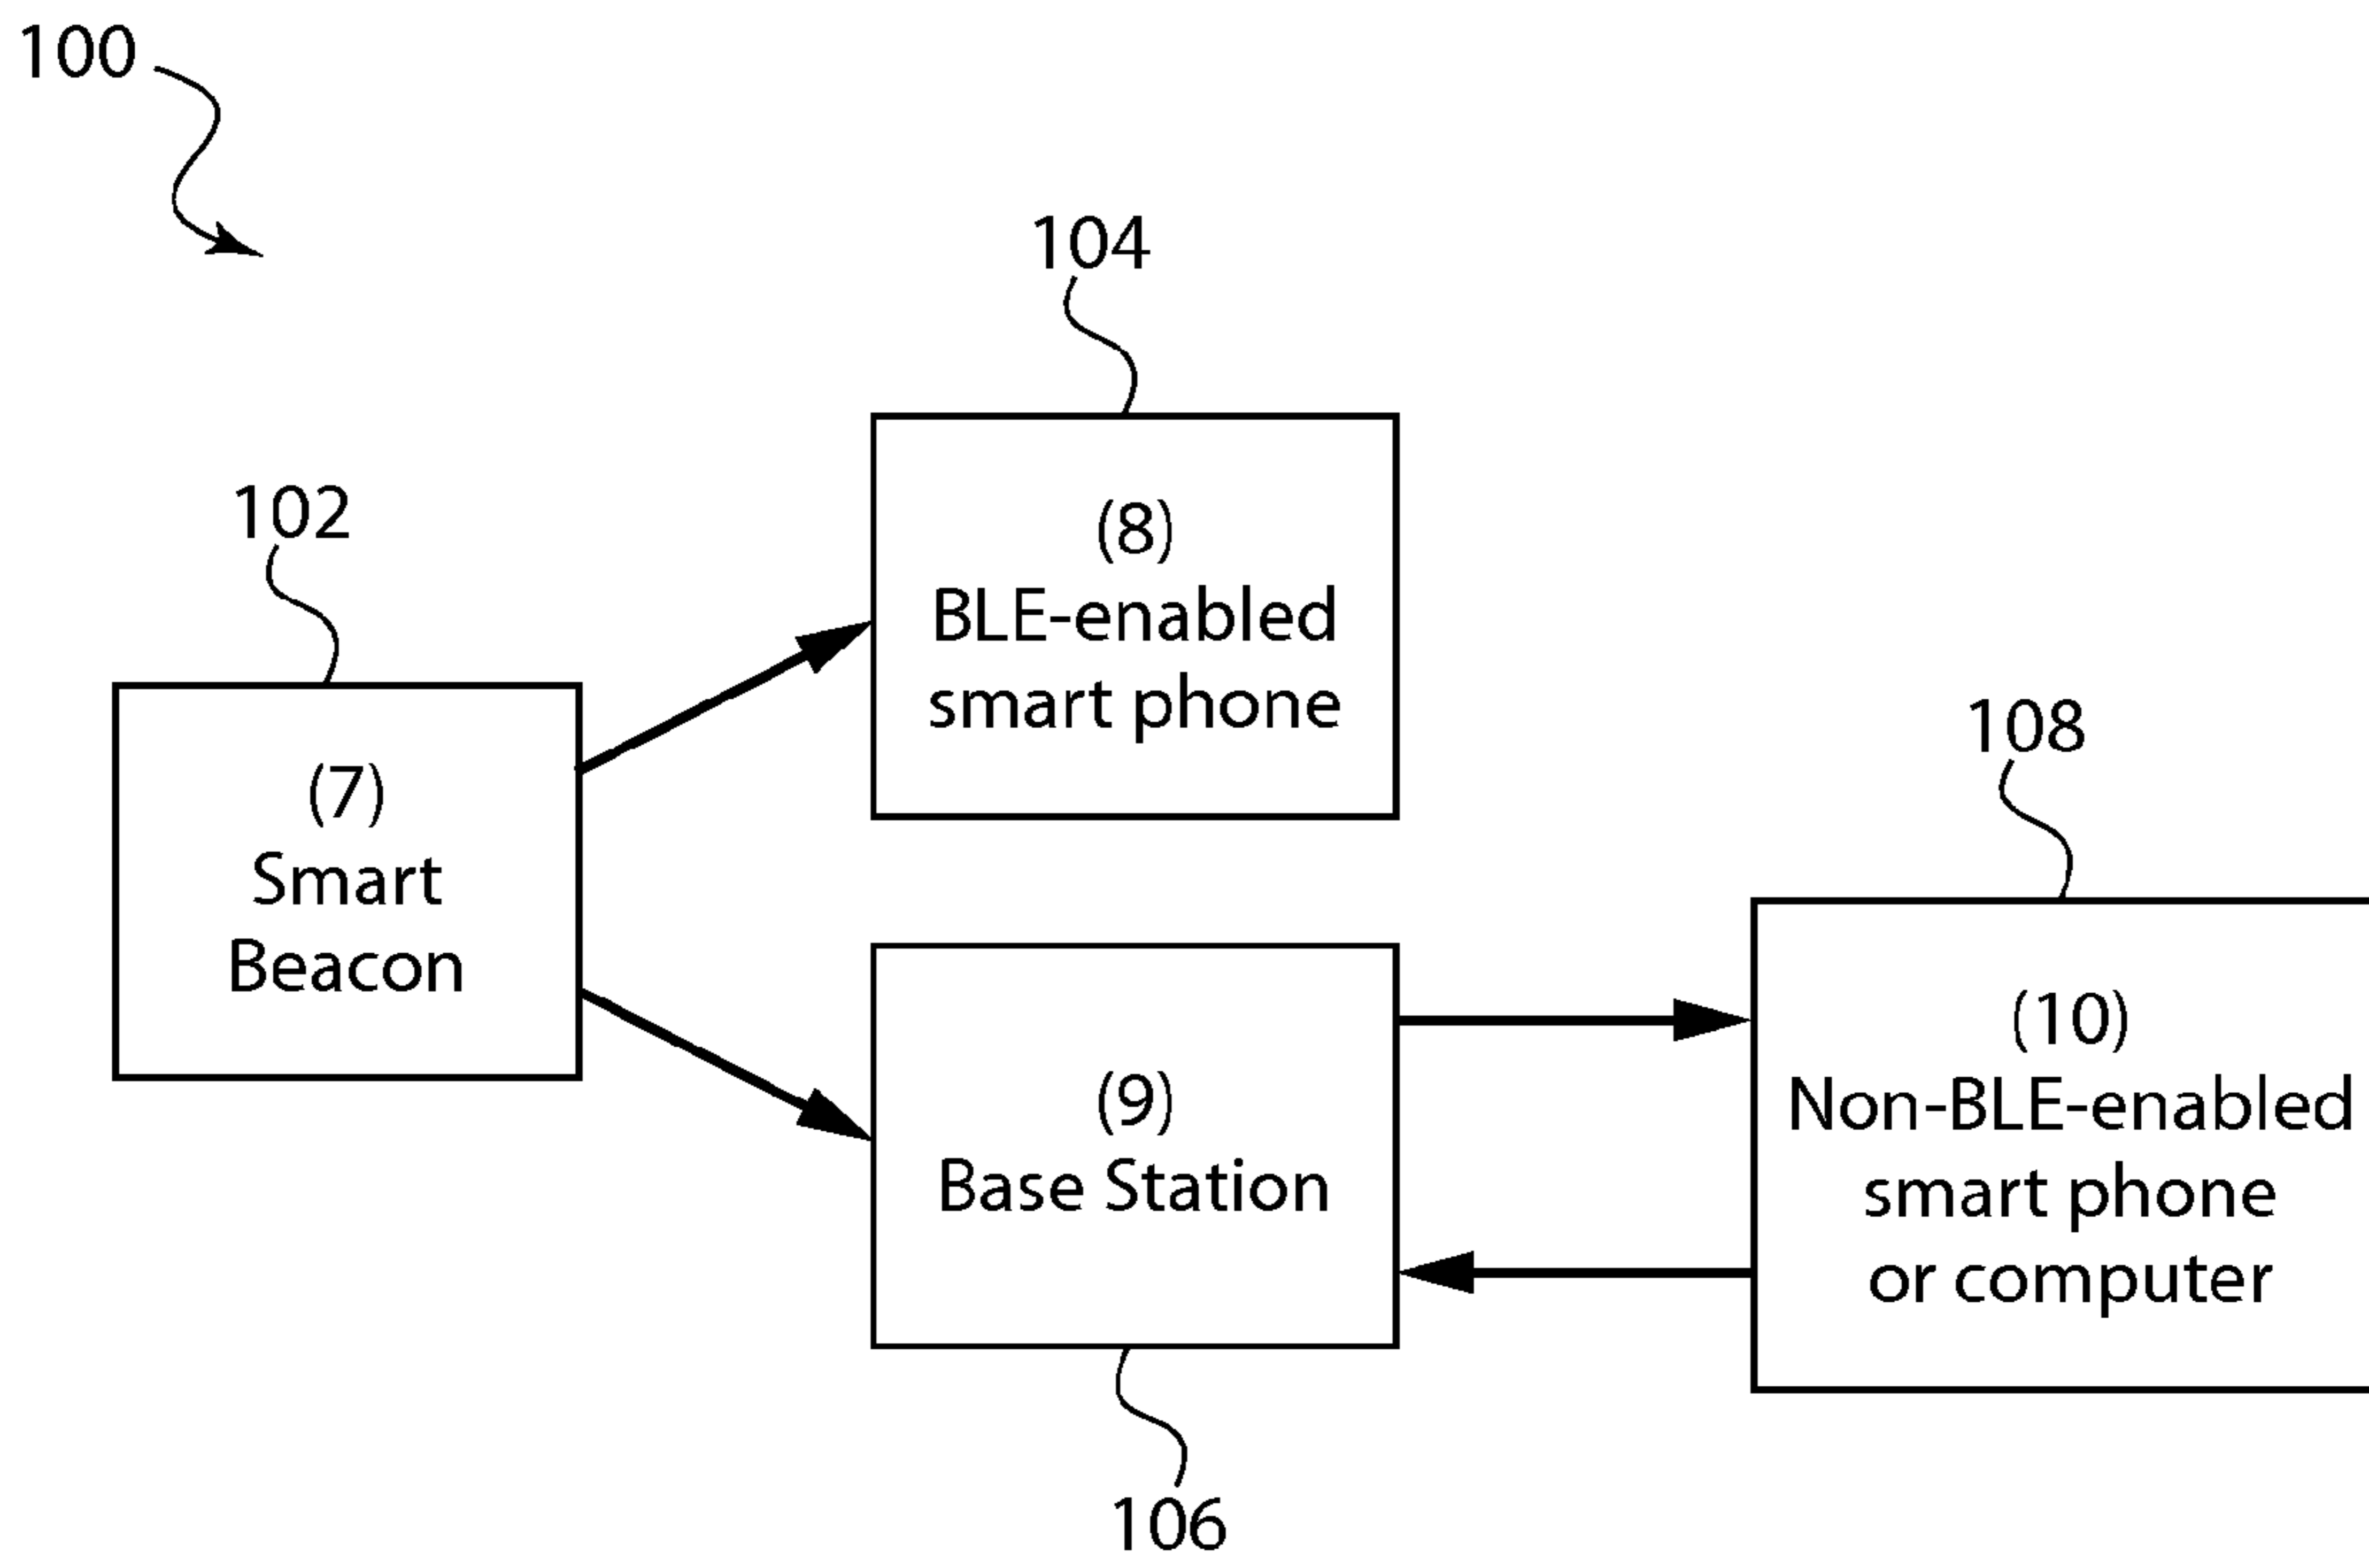 100
104
102
(8)
BLE-enabled
smart phone
108
(7)
Smart
Beacon
(10)
Non-BLE-enabled
smart phone
or computer
(9)
Base Station
106